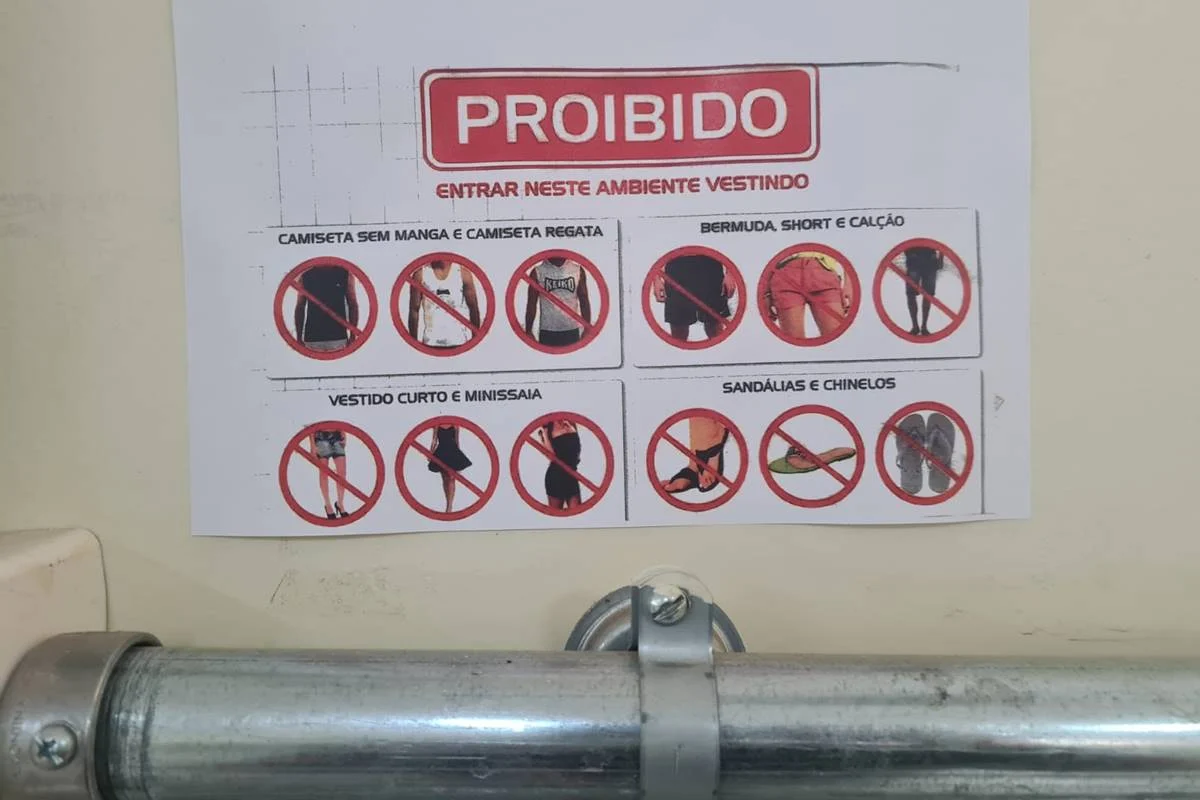 PROIBIDO
ENTRAR NESTE AMBIENTE VESTINDO
CAMISETA SEM MANGA E CAMISETA REGATA
BERMUDA, SHORT E CALÇÃO
VESTIDO CURTO E MINISSAIA
SANDÁLIAS E CHINELOS